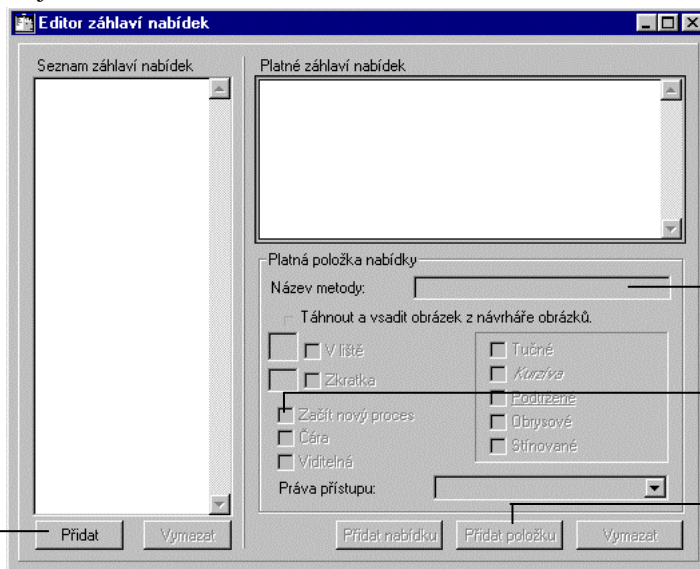 Editor záhlaví nabídek
Seznam záhlaví nabídek
Platné záhlaví nabídek
Platná položka nabídky
Název metody:
Táhnout a vsadit obrázek z návrháře obrázků.
V liště
Zkratka
Začít nový proces
Čára
Viditelná
Tučné
Kurzíva
Podtržené
Obrysové
Stínované
Práva přístupu:
Přidat
Vymazat
Přidat nabídku
Přidat položku
Vymazat